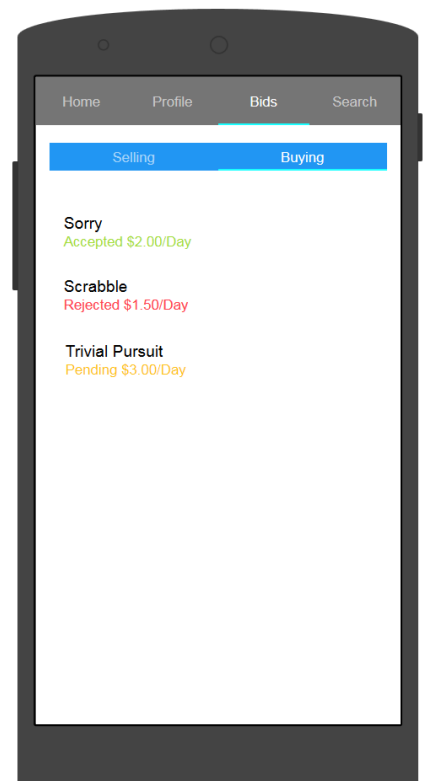 Home Profile Bids Search
Selling Buying
Sorry
Accepted $2.00/Day
Scrabble
Rejected $1.50/Day
Trivial Pursuit
Pending $3.00/Day